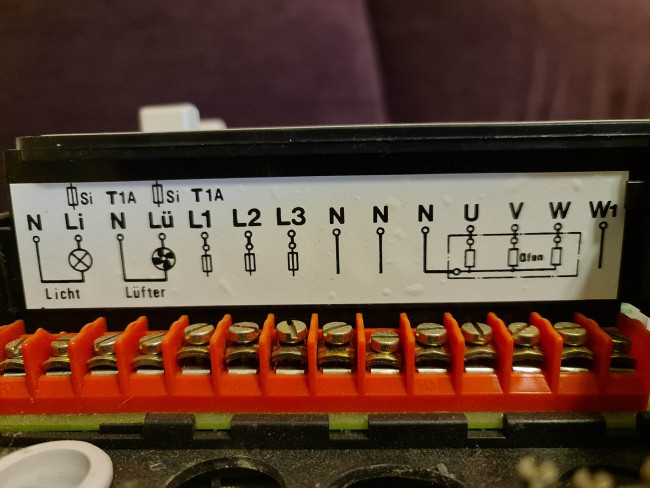 Si T1A Si T1A
N Li N Lü L1 L2 L3 N N N U V W W1
Ofen
Licht Lüfter